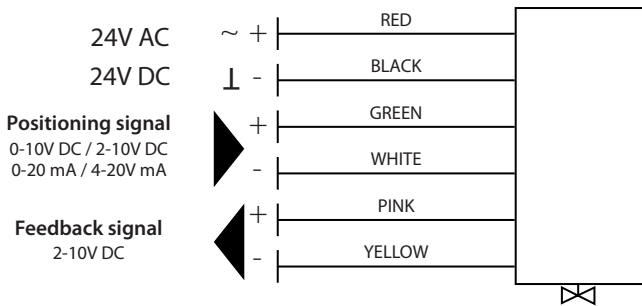 24V AC ~ + RED
24V DC ⊥ - BLACK
Positioning signal + GREEN
0-10V DC / 2-10V DC
0-20 mA / 4-20V mA
- WHITE
+ PINK
Feedback signal
2-10V DC
- YELLOW